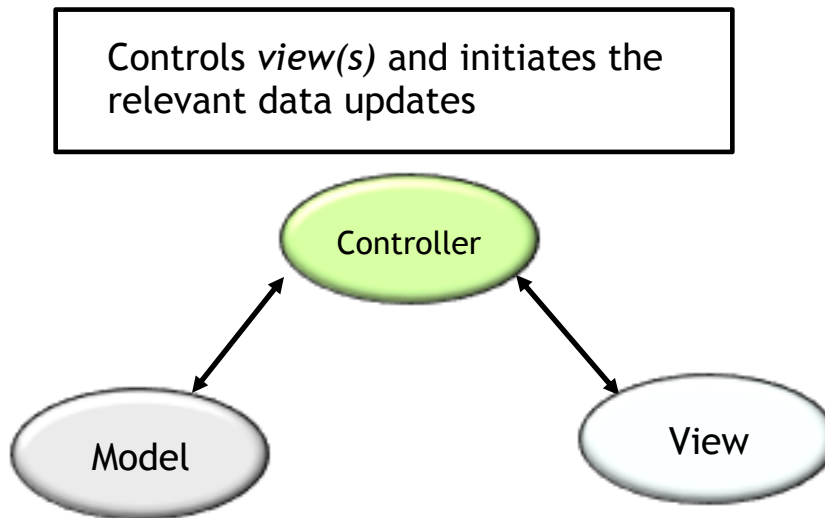 Controls view(s) and initiates the
relevant data updates
Controller
Model
View